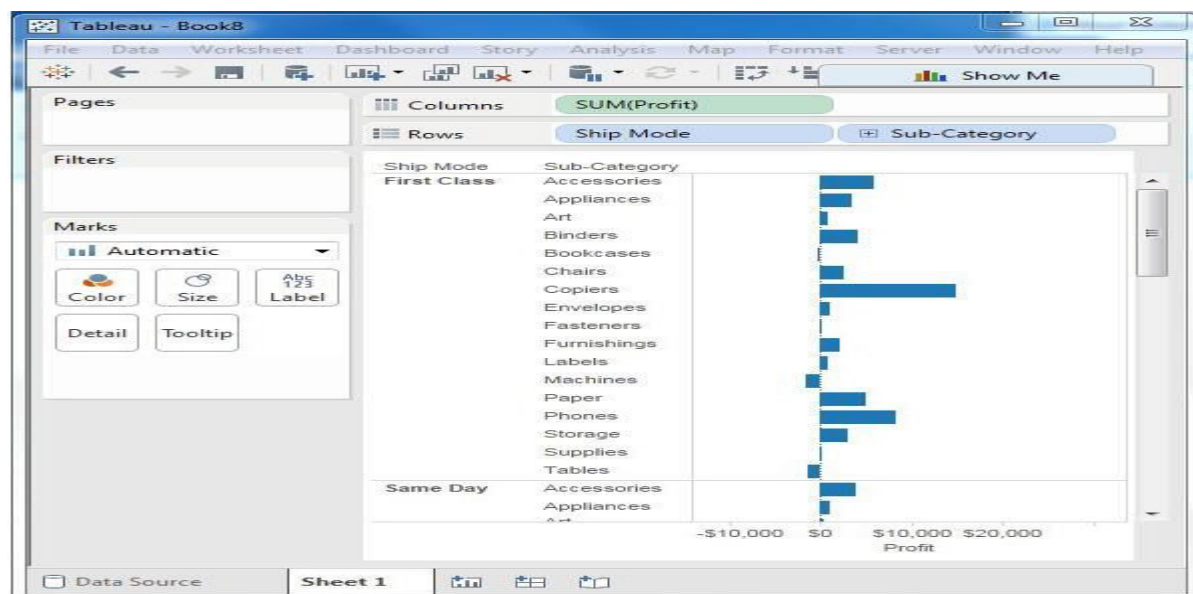 Tableau - Book8
File Data Worksheet Dashboard Story Analysis Map Format Server Window Help
Show Me
Pages
Columns SUM(Profit)
Rows Ship Mode Sub-Category
Filters
Ship Mode Sub-Category
First Class Accessories
Appliances
Art
Marks
Binders
Automatic
Bookcases
Chairs
Abc
123
Color Size Label
Copiers
Envelopes
Fasteners
Detail Tooltip
Furnishings
Labels
Machines
Paper
Phones
Storage
Supplies
Tables
Same Day Accessories
Appliances
Art
-$10,000 $0 $10,000 $20,000
Profit
Data Source Sheet 1